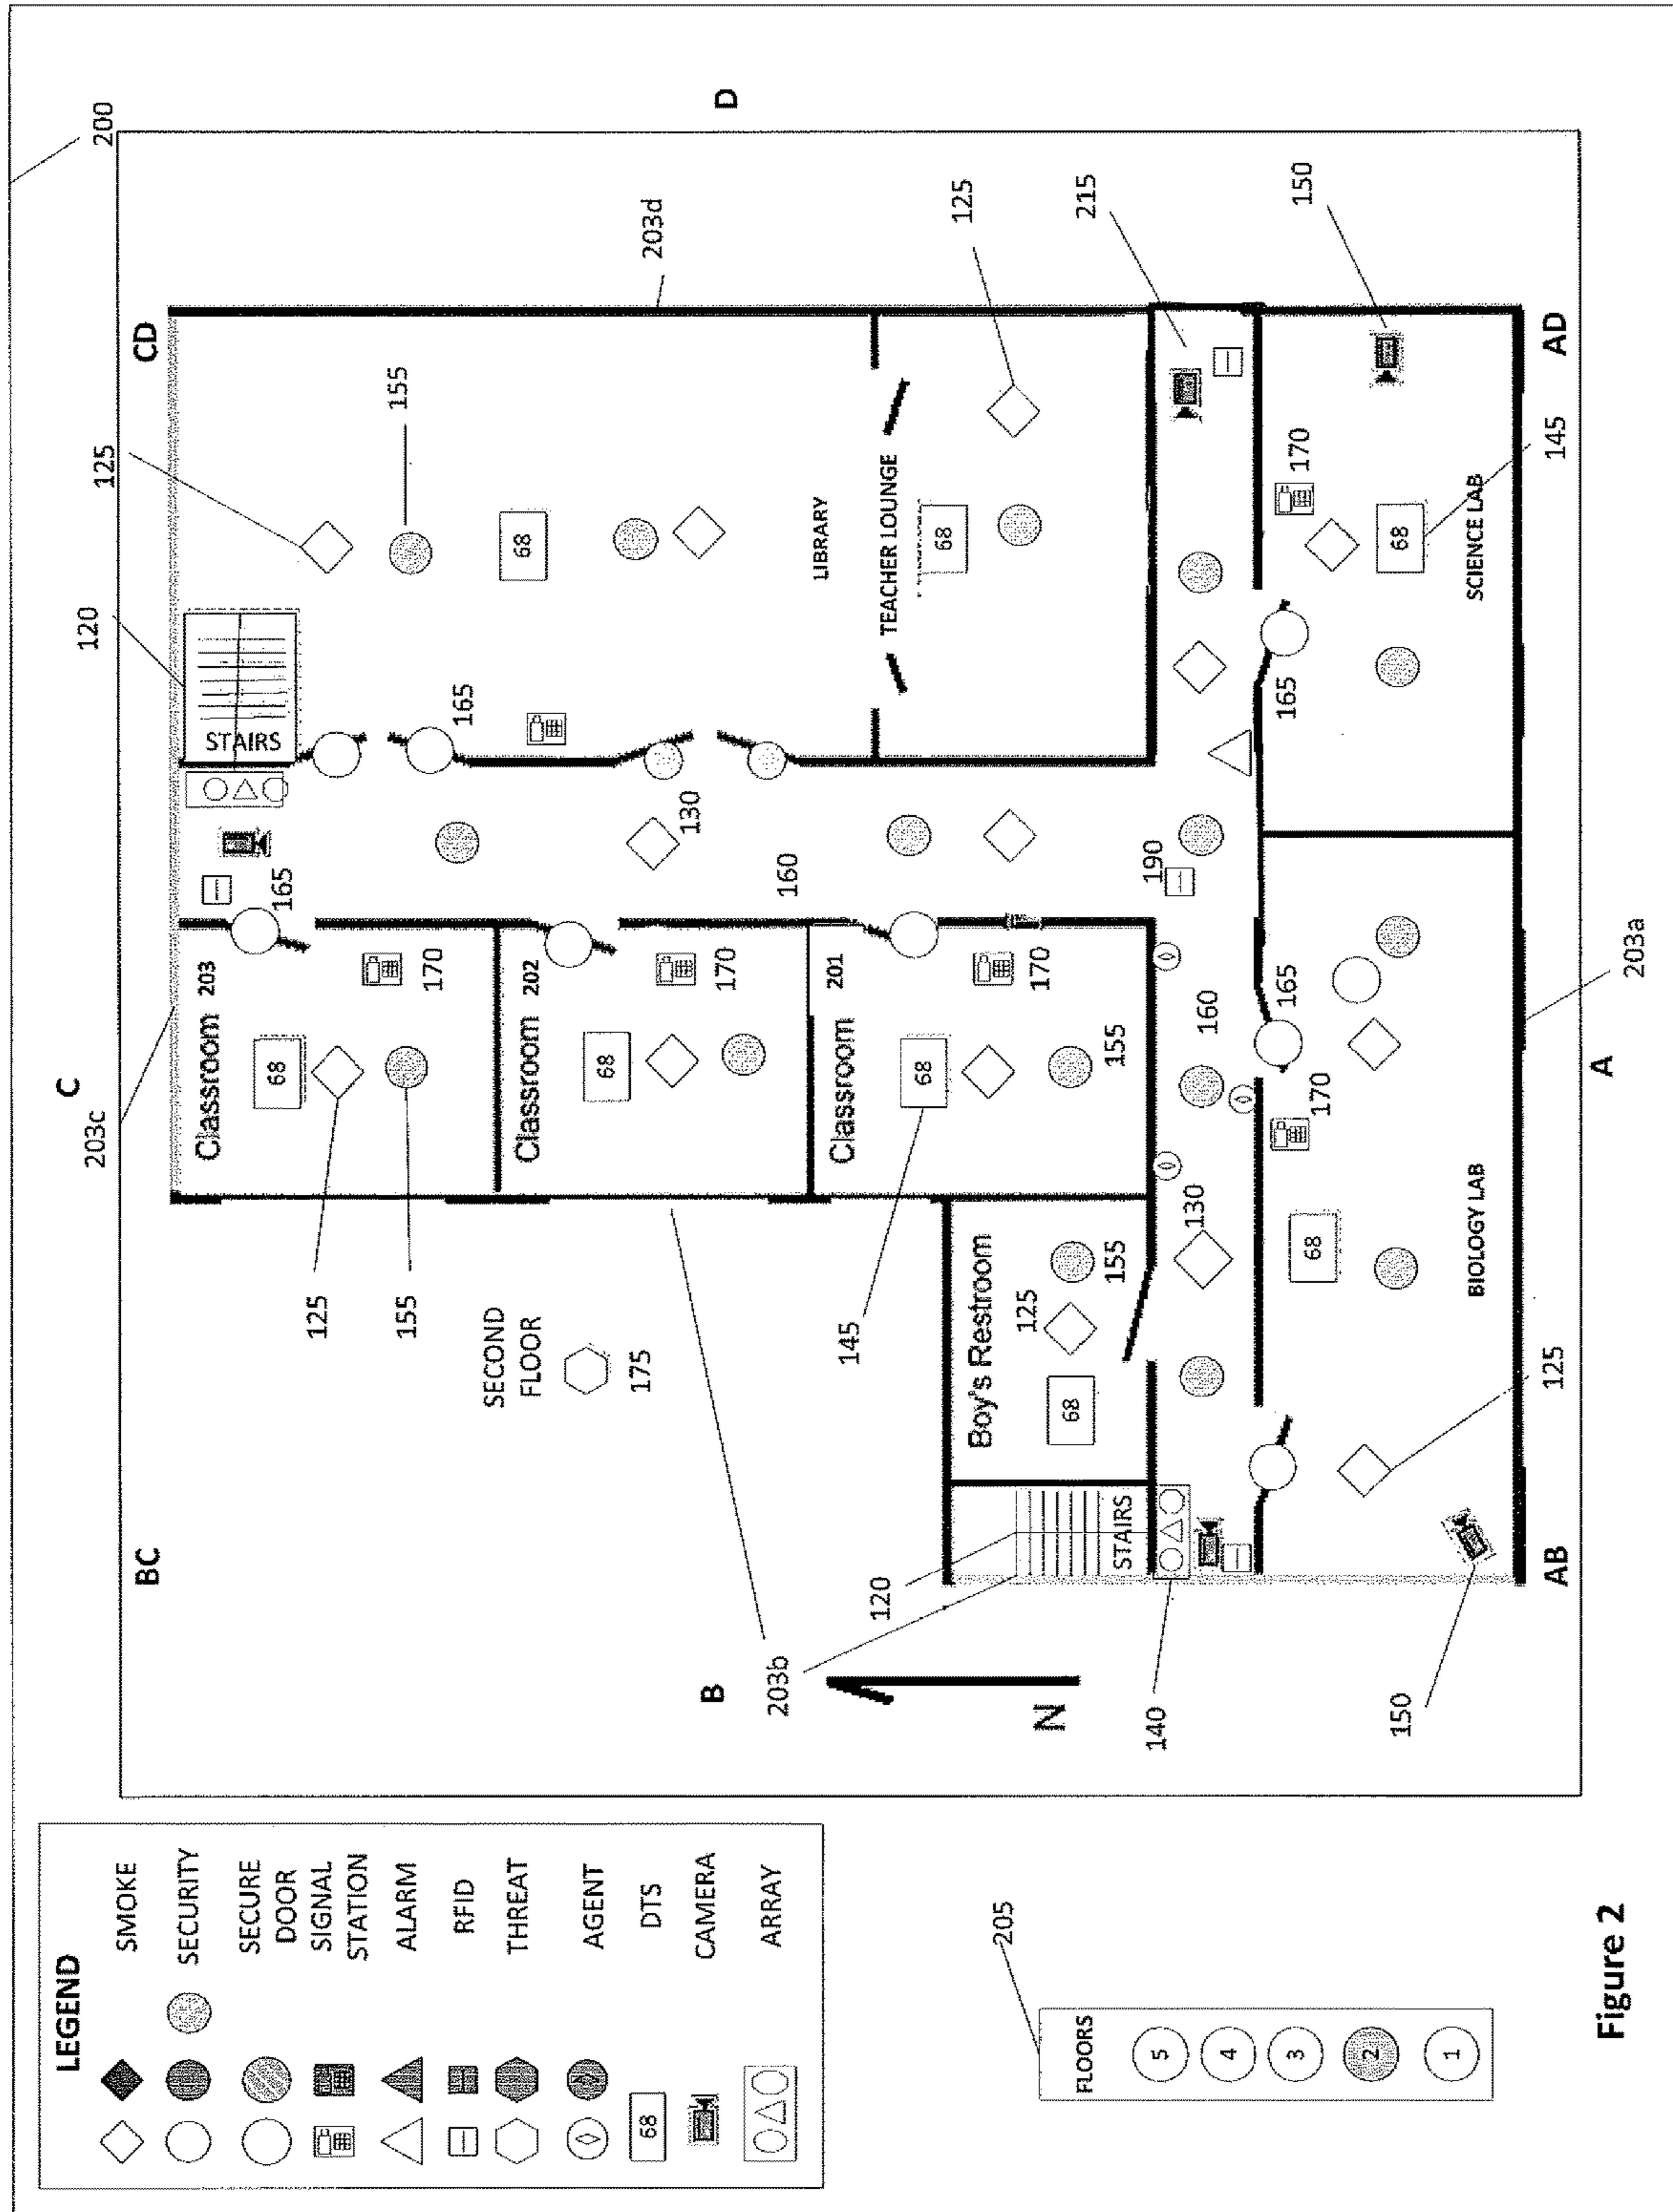 200
LEGEND
SMOKE
SECURITY
SECURE
DOOR
SIGNAL
STATION
ALARM
RFID
THREAT
AGENT
68
DTS
CAMERA
ARRAY
205
FLOORS
5
4
3
2
1
Figure 2
BC
C
CD
D
B
A
AB
AD
203c
120
125
155
203d
STAIRS
165
165
Classroom 203
68
170
125
155
Classroom 202
68
170
Classroom 201
68
170
155
145
SECOND
FLOOR
175
68
LIBRARY
130
160
TEACHER LOUNGE
68
125
215
150
190
Boy's Restroom
68
125
155
130
160
STAIRS
120
203b
N
140
150
165
170
68
BIOLOGY LAB
125
165
170
68
SCIENCE LAB
145
203a